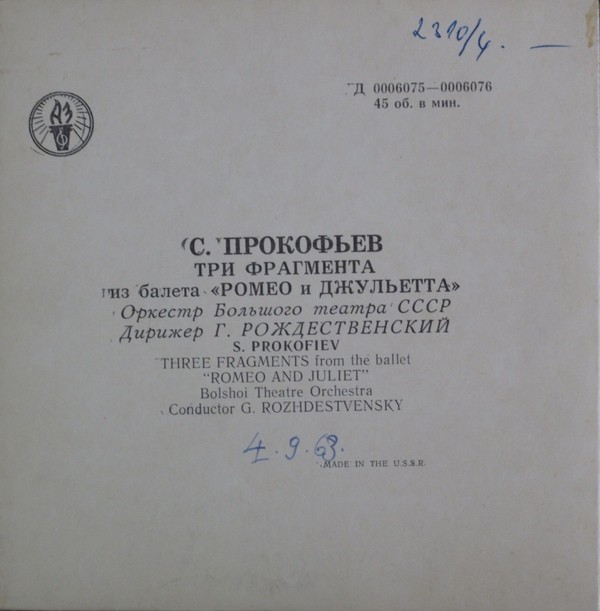 2310/4. —
Д 0006075—0006076
45 об. в мин.
АЗ
С. ПРОКОФЬЕВ
ТРИ ФРАГМЕНТА
из балета «РОМЕО и ДЖУЛЬЕТТА»
Оркестр Большого театра СССР
Дирижер Г. РОЖДЕСТВЕНСКИЙ
S. PROKOFIEV
THREE FRAGMENTS from the ballet
"ROMEO AND JULIET"
Bolshoi Theatre Orchestra
Conductor G. ROZHDESTVENSKY
4.9.63.
MADE IN THE U.S.S.R.